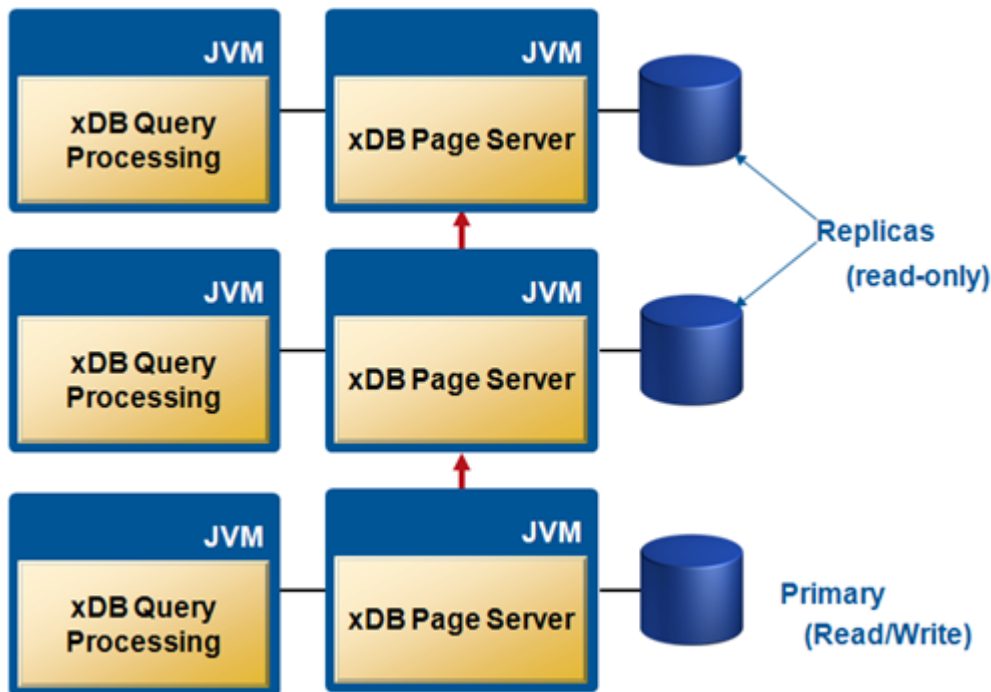 JVM
xDB Query
Processing
JVM
xDB Page Server
Replicas
(read-only)
JVM
xDB Query
Processing
JVM
xDB Page Server
JVM
xDB Query
Processing
JVM
xDB Page Server
Primary
(Read/Write)